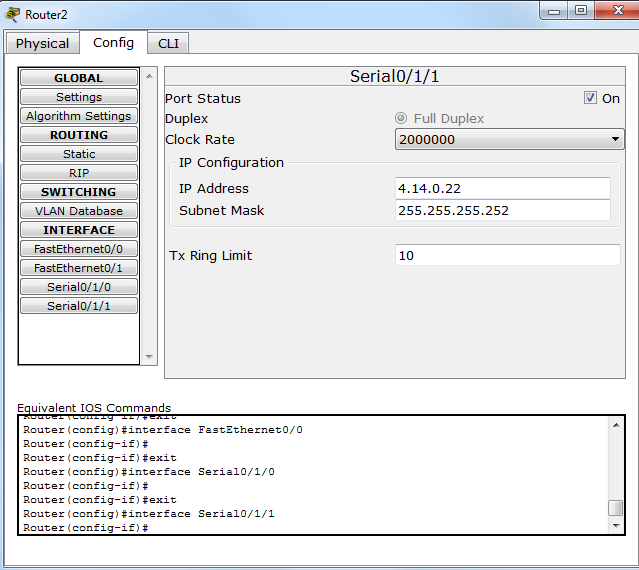 Router2
Physical
Config
CLI
GLOBAL
Settings
Algorithm Settings
ROUTING
Static
RIP
SWITCHING
VLAN Database
INTERFACE
FastEthernet0/0
FastEthernet0/1
Serial0/1/0
Serial0/1/1
Serial0/1/1
Port Status On
Duplex Full Duplex
Clock Rate 2000000
IP Configuration
IP Address 4.14.0.22
Subnet Mask 255.255.255.252
Tx Ring Limit 10
Equivalent IOS Commands
Router(config-if)#exit
Router(config)#interface FastEthernet0/0
Router(config-if)#
Router(config-if)#exit
Router(config)#interface Serial0/1/0
Router(config-if)#
Router(config-if)#exit
Router(config)#interface Serial0/1/1
Router(config-if)#